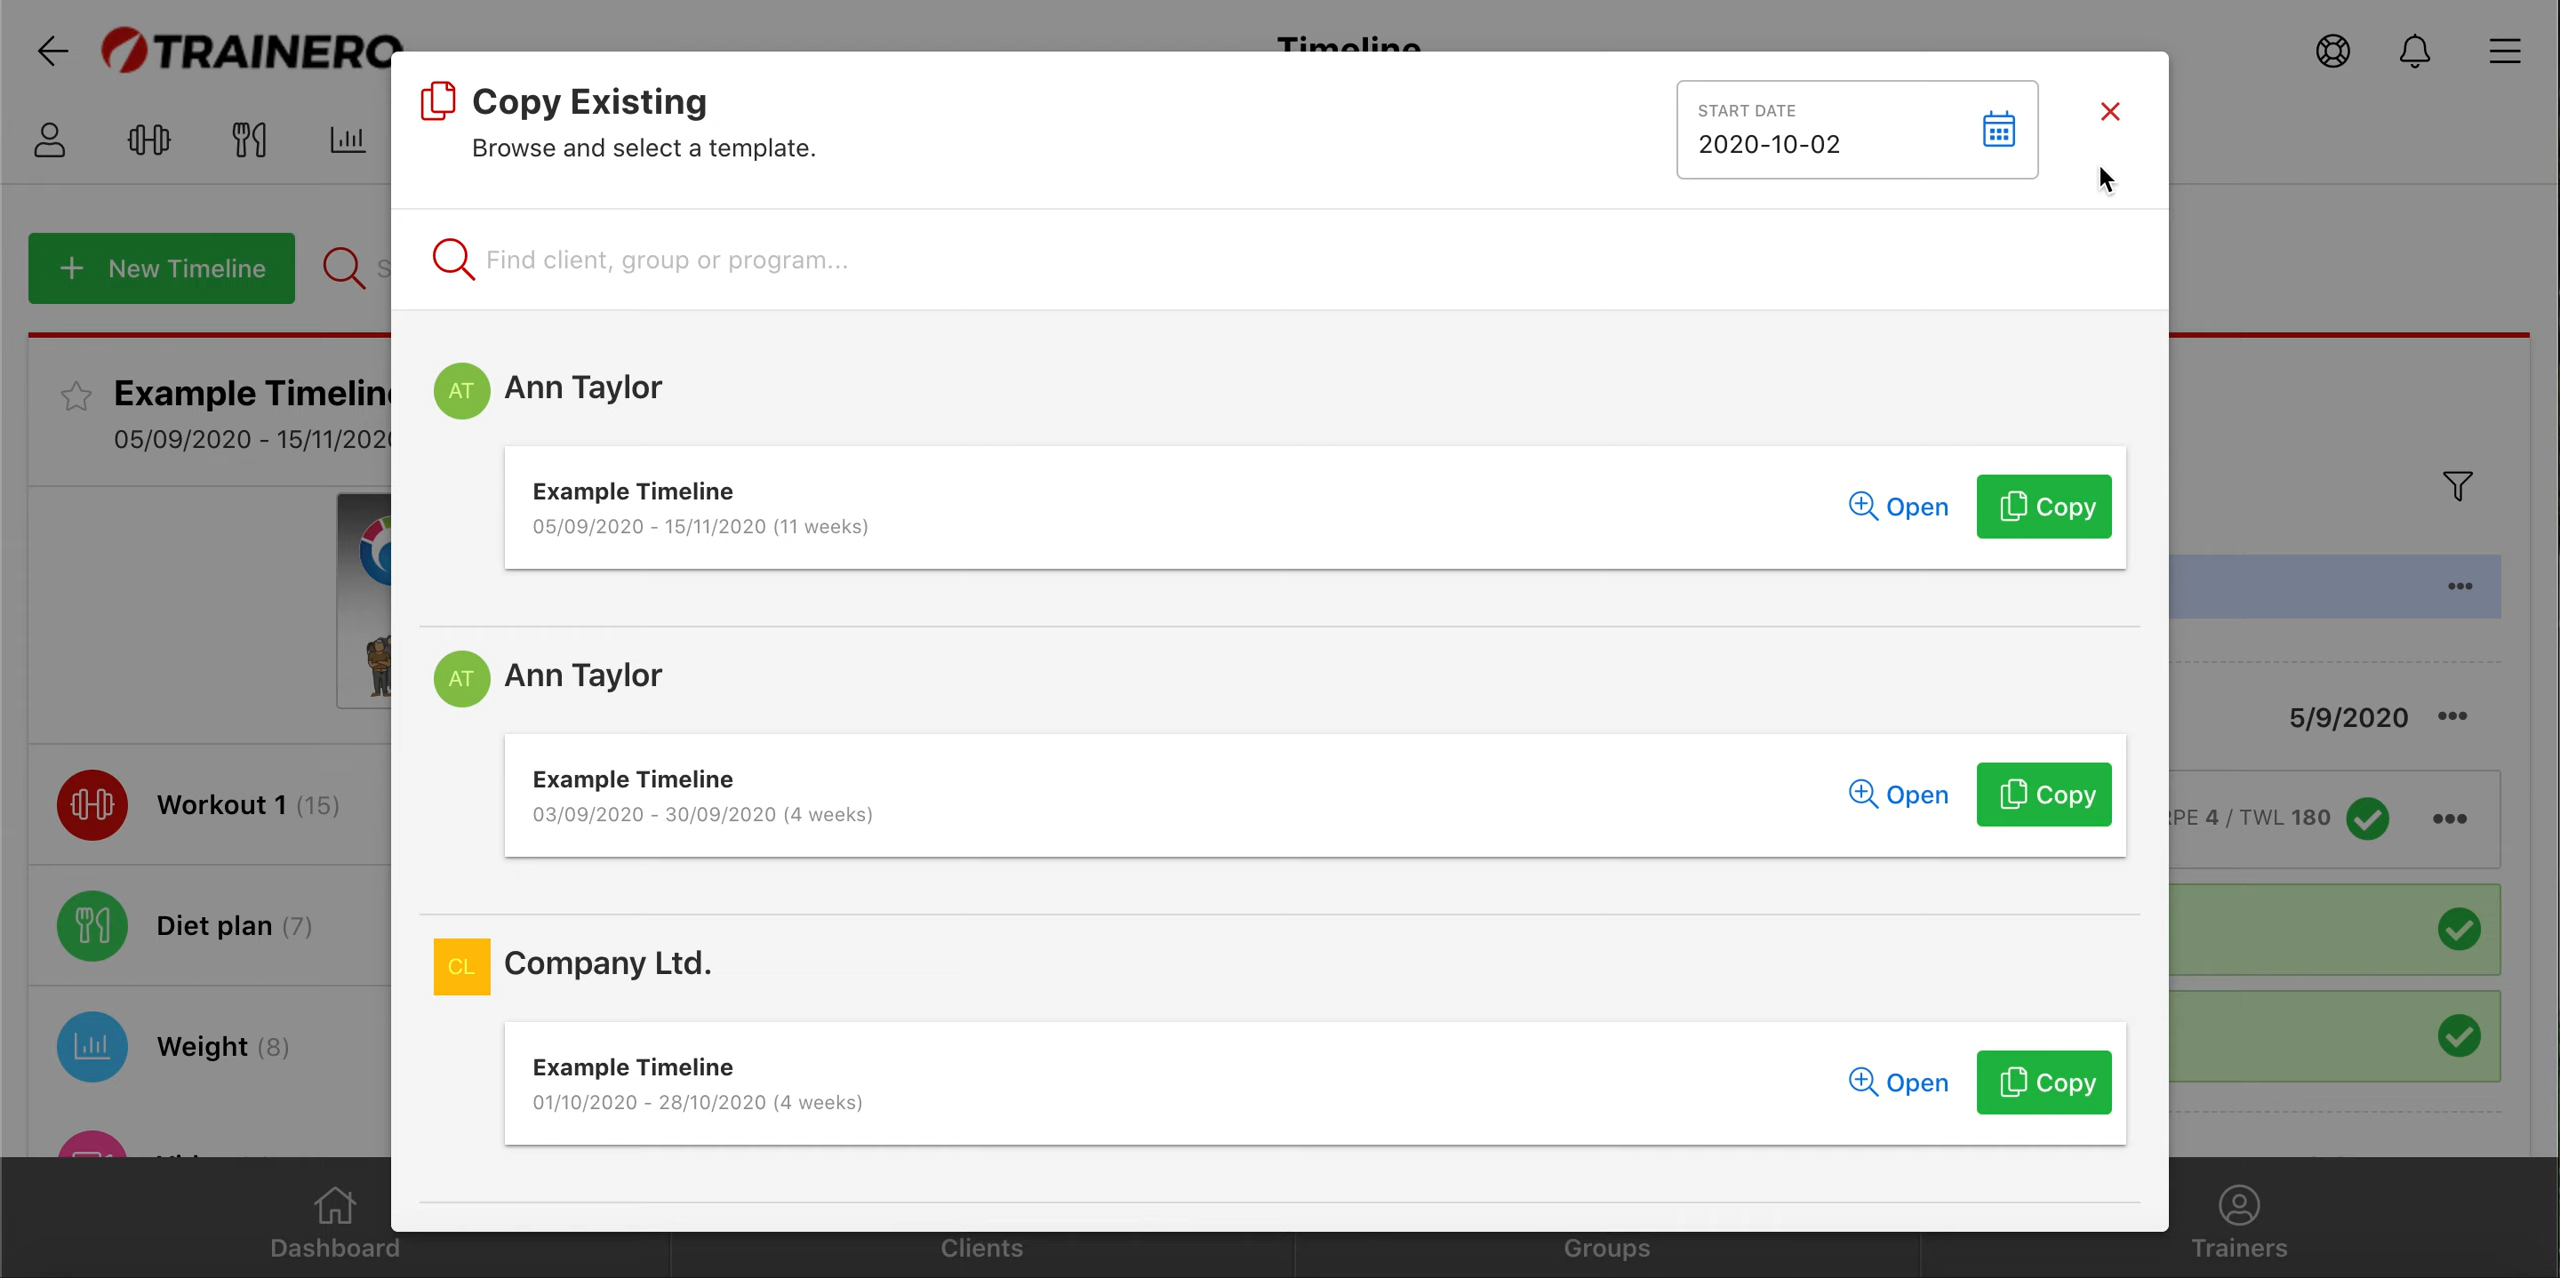 TRAINERO
Timeline
Copy Existing
Browse and select a template.
START DATE
2020-10-02
New Timeline
S
Find client, group or program...
Example Timeline
05/09/2020 - 15/11/2020
AT
Ann Taylor
Example Timeline
05/09/2020 - 15/11/2020 (11 weeks)
Open
Copy
AT
Ann Taylor
5/9/2020
Example Timeline
03/09/2020 - 30/09/2020 (4 weeks)
Open
Copy
Workout 1 (15)
RPE 4 / TWL 180
Diet plan (7)
CL
Company Ltd.
Weight (8)
Example Timeline
01/10/2020 - 28/10/2020 (4 weeks)
Open
Copy
Dashboard
Clients
Groups
Trainers